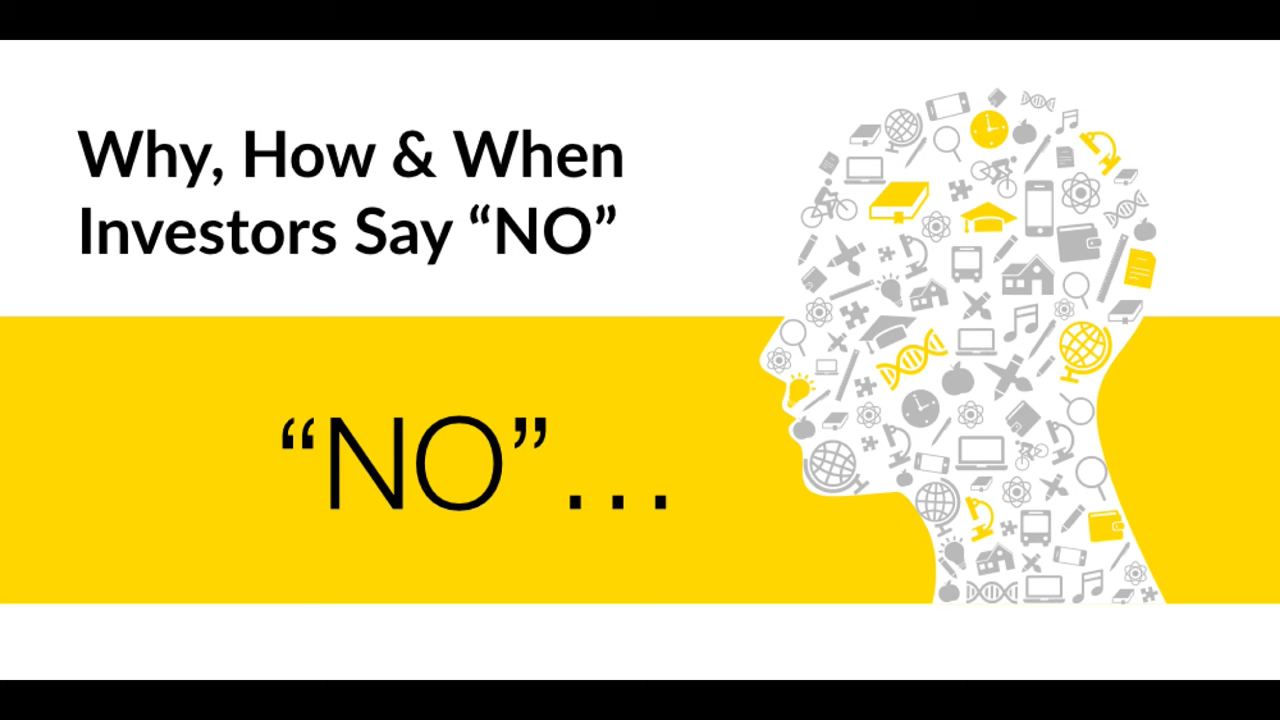 Why, How & When
Investors Say “NO”
“NO”...